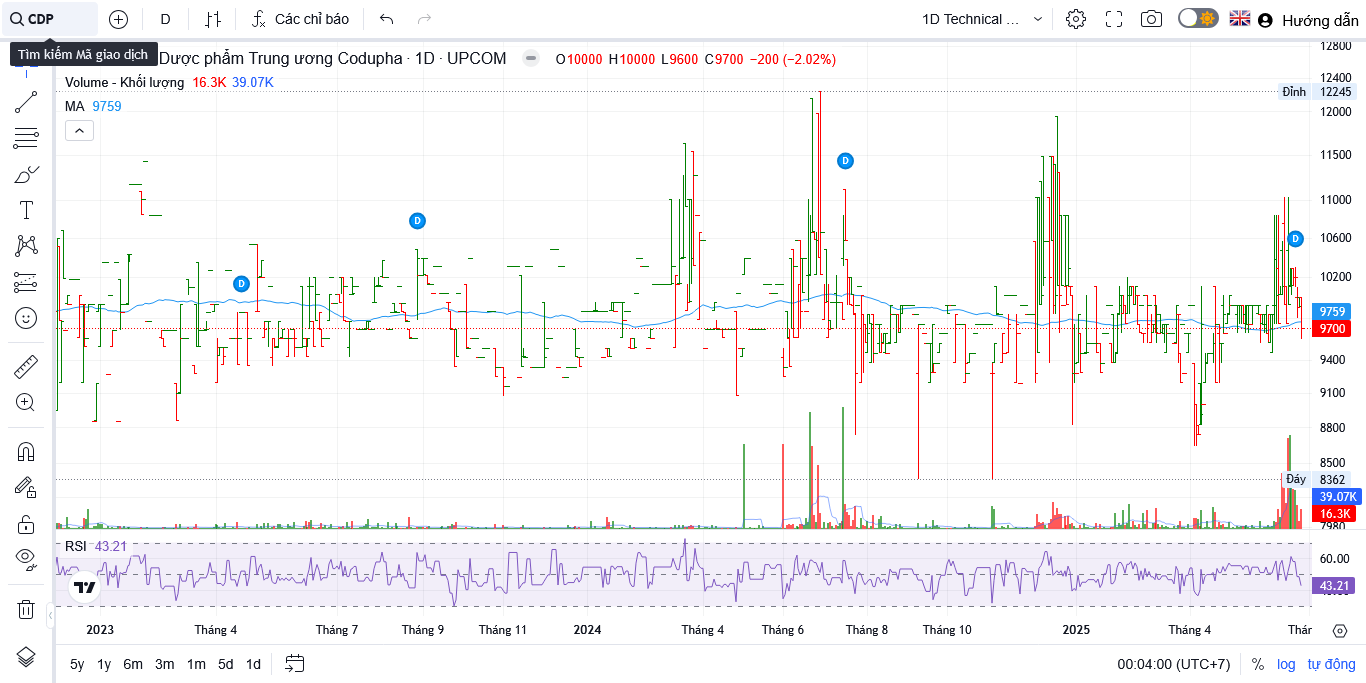 CDP
D
Các chỉ báo
1D Technical ...
Hướng dẫn
Tìm kiếm Mã giao dịch
Dược phẩm Trung ương Codupha · 1D · UPCOM
O10000 H10000 L9600 C9700 −200 (−2.02%)
Volume - Khối lượng 16.3K 39.07K
MA 9759
12800
12400
Đỉnh 12245
12000
11500
11000
10600
10200
9759
9700
9400
9100
8800
8500
Đáy 8362
39.07K
16.3K
7980
D
D
D
D
RSI 43.21
60.00
43.21
2023 Tháng 4 Tháng 7 Tháng 9 Tháng 11 2024 Tháng 4 Tháng 6 Tháng 8 Tháng 10 2025 Tháng 4 Thár
5y 1y 6m 3m 1m 5d 1d
00:04:00 (UTC+7) % log tự động